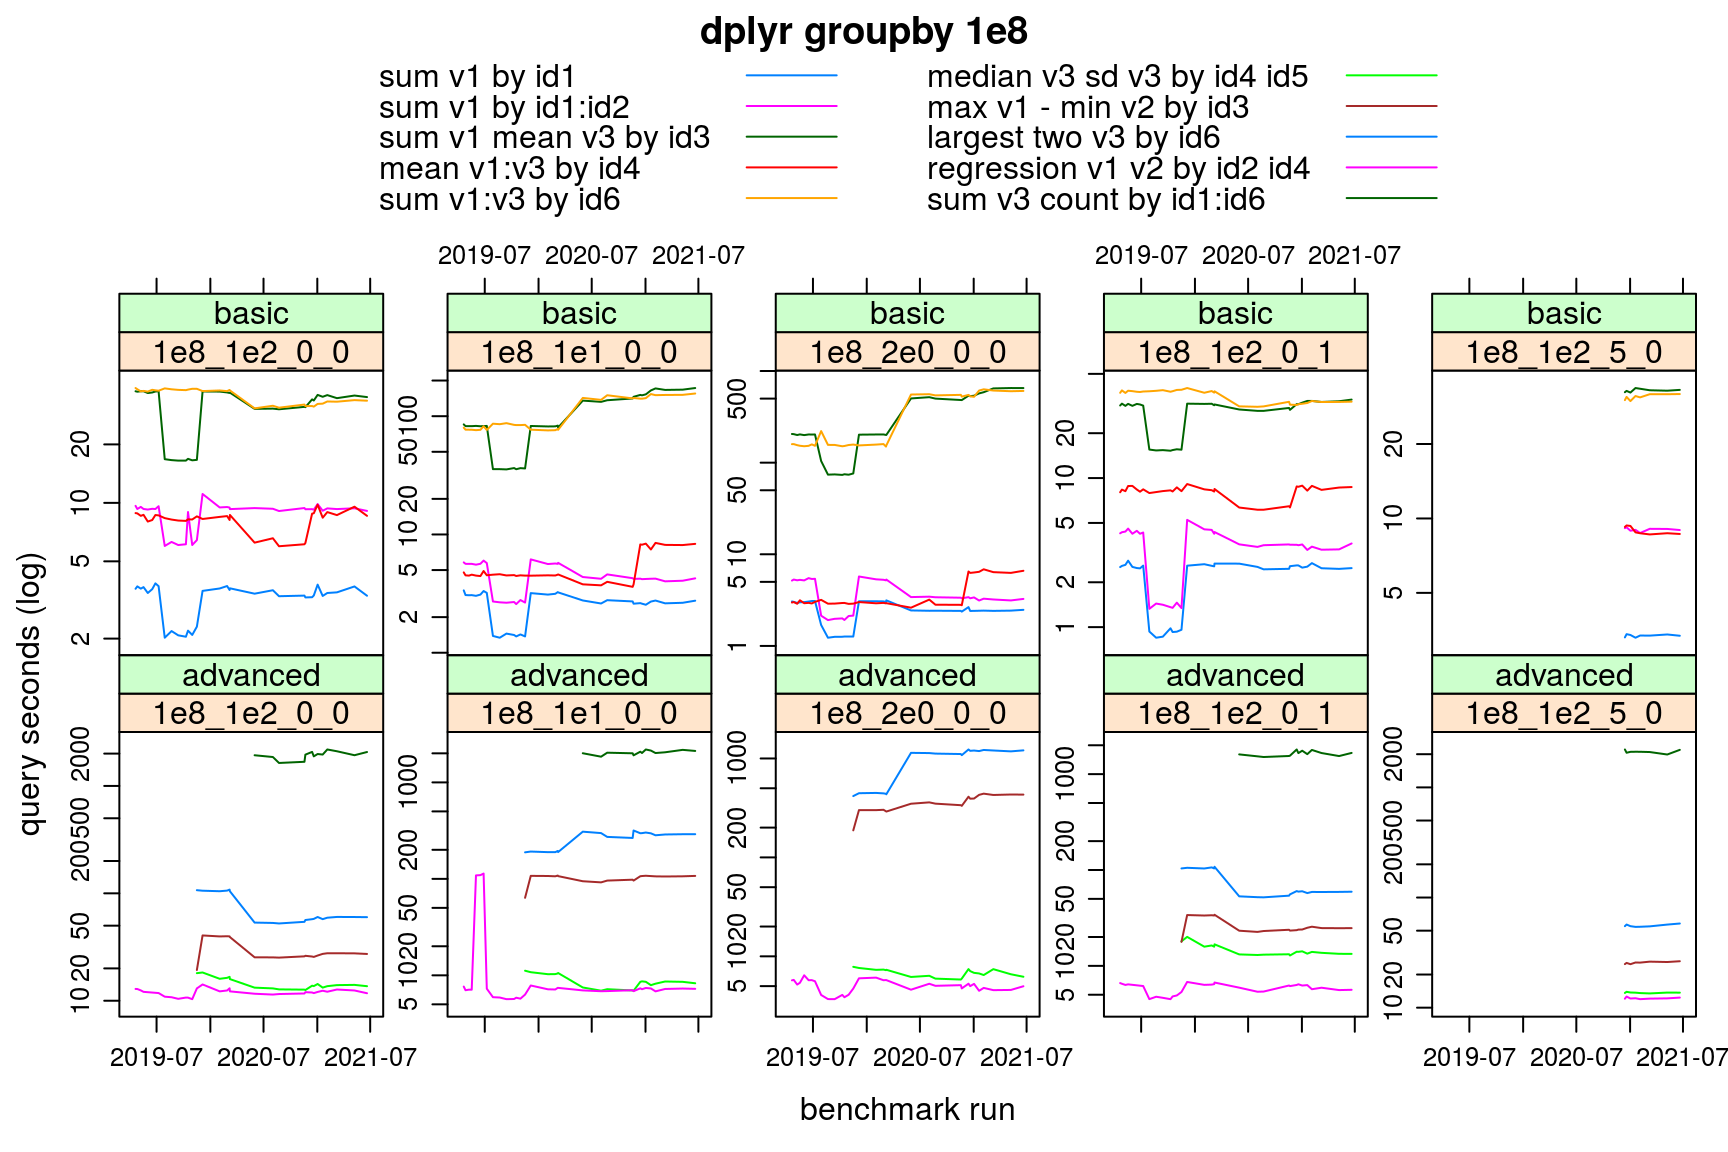 dplyr groupby 1e8
sum v1 by id1
sum v1 by id1:id2
sum v1 mean v3 by id3
mean v1:v3 by id4
sum v1:v3 by id6
median v3 sd v3 by id4 id5
max v1 - min v2 by id3
largest two v3 by id6
regression v1 v2 by id2 id4
sum v3 count by id1:id6
2019-07 2020-07 2021-07
2019-07 2020-07 2021-07
basic
1e8_1e2_0_0
20
10
5
2
basic
1e8_1e1_0_0
100
50
20
10
5
2
basic
1e8_2e0_0_0
500
50
10
5
1
basic
1e8_1e2_0_1
20
10
5
2
1
basic
1e8_1e2_5_0
20
10
5
advanced
1e8_1e2_0_0
2000
500
200
50
20
10
advanced
1e8_1e1_0_0
1000
200
50
20
10
5
advanced
1e8_2e0_0_0
1000
200
50
20
10
5
advanced
1e8_1e2_0_1
1000
200
50
20
10
5
advanced
1e8_1e2_5_0
2000
500
200
50
20
10
2019-07 2020-07 2021-07
2019-07 2020-07 2021-07
2019-07 2020-07 2021-07
query seconds (log)
benchmark run